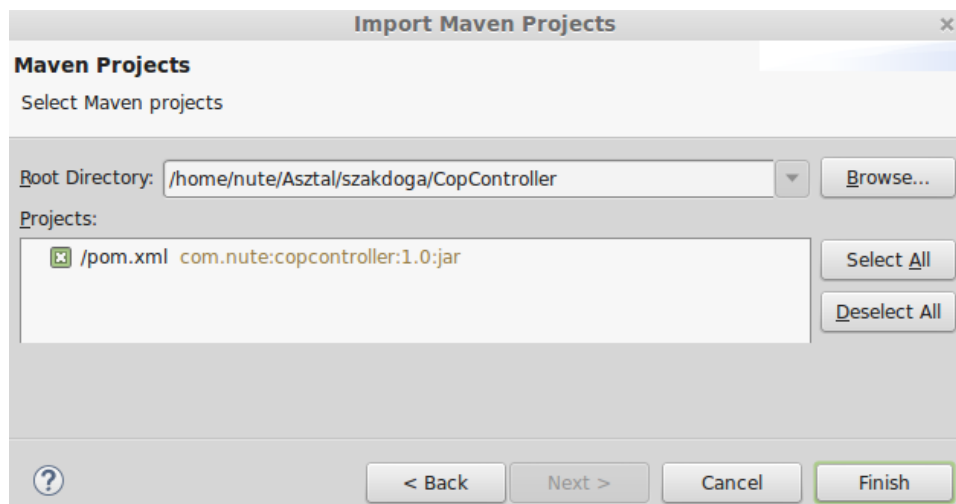 Import Maven Projects ×
Maven Projects
Select Maven projects
Root Directory: /home/nute/Asztal/szakdoga/CopController Browse...
Projects:
/pom.xml com.nute:copcontroller:1.0:jar
Select All
Deselect All
? < Back Next > Cancel Finish